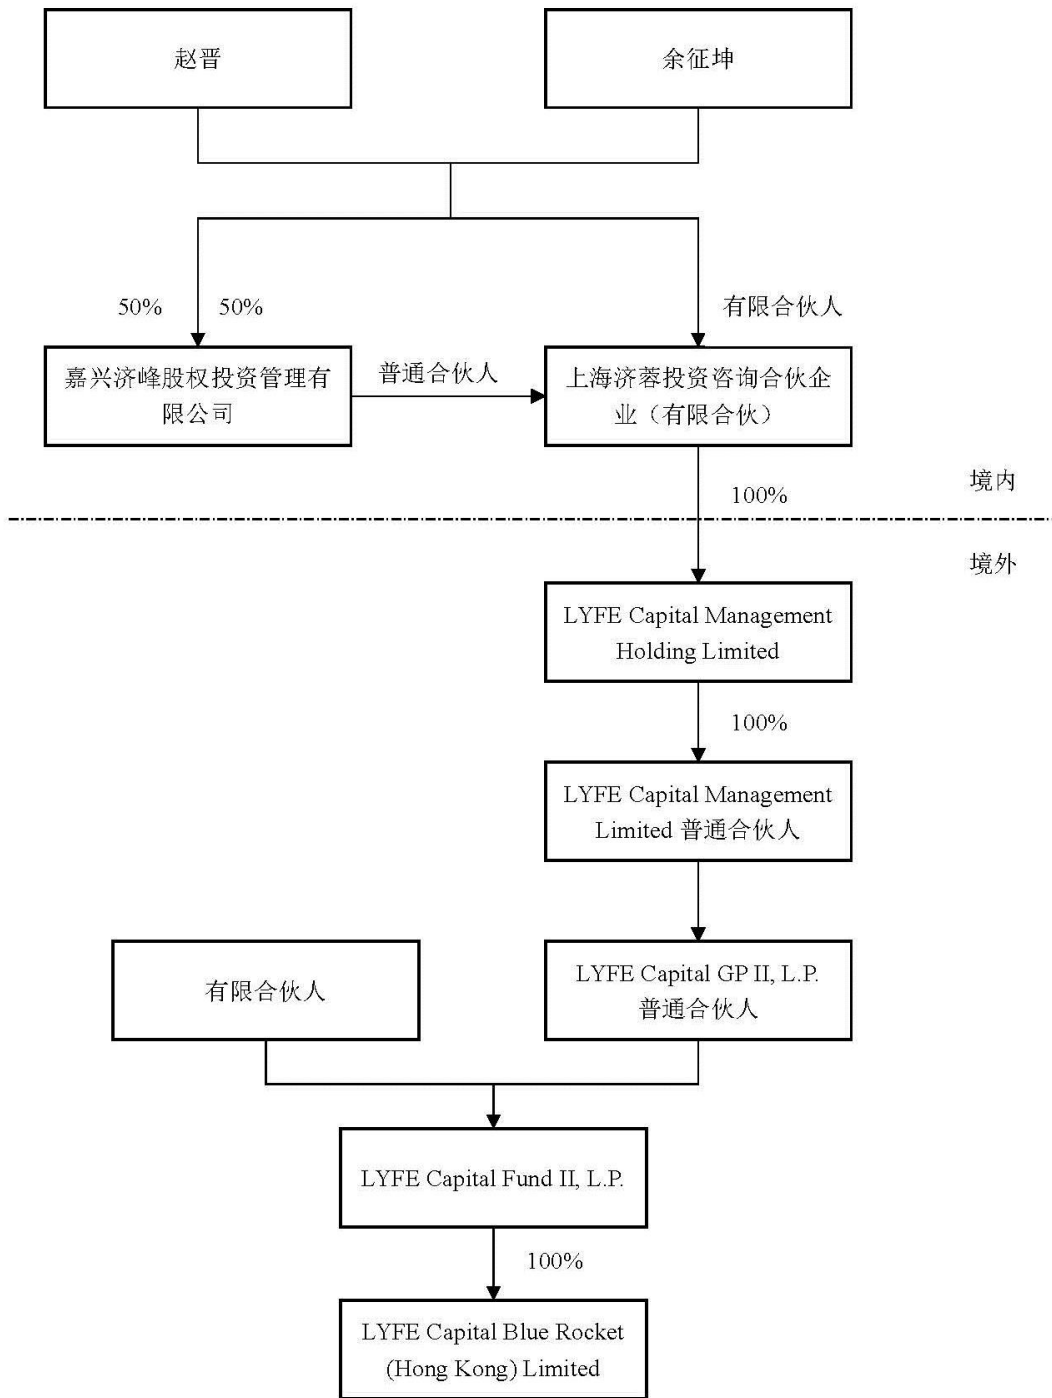 赵晋
余征坤
50%
50%
有限合伙人
嘉兴济峰股权投资管理有
限公司
普通合伙人
上海济蓉投资咨询合伙企
业（有限合伙）
境内
100%
境外
LYFE Capital Management
Holding Limited
100%
LYFE Capital Management
Limited 普通合伙人
有限合伙人
LYFE Capital GP II, L.P.
普通合伙人
LYFE Capital Fund II, L.P.
100%
LYFE Capital Blue Rocket
(Hong Kong) Limited